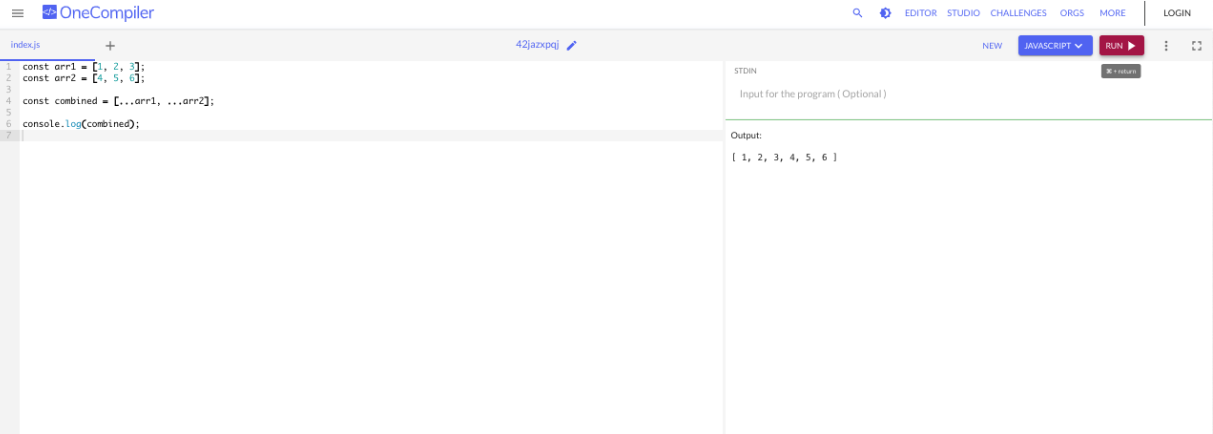 OneCompiler
EDITOR STUDIO CHALLENGES ORGS MORE LOGIN
index.js + 42jazxpqj NEW JAVASCRIPT RUN
⌘ + return
1 const arr1 = [1, 2, 3];
2 const arr2 = [4, 5, 6];
3
4 const combined = [...arr1, ...arr2];
5
6 console.log(combined);
7
STDIN
Input for the program ( Optional )
Output:
[ 1, 2, 3, 4, 5, 6 ]